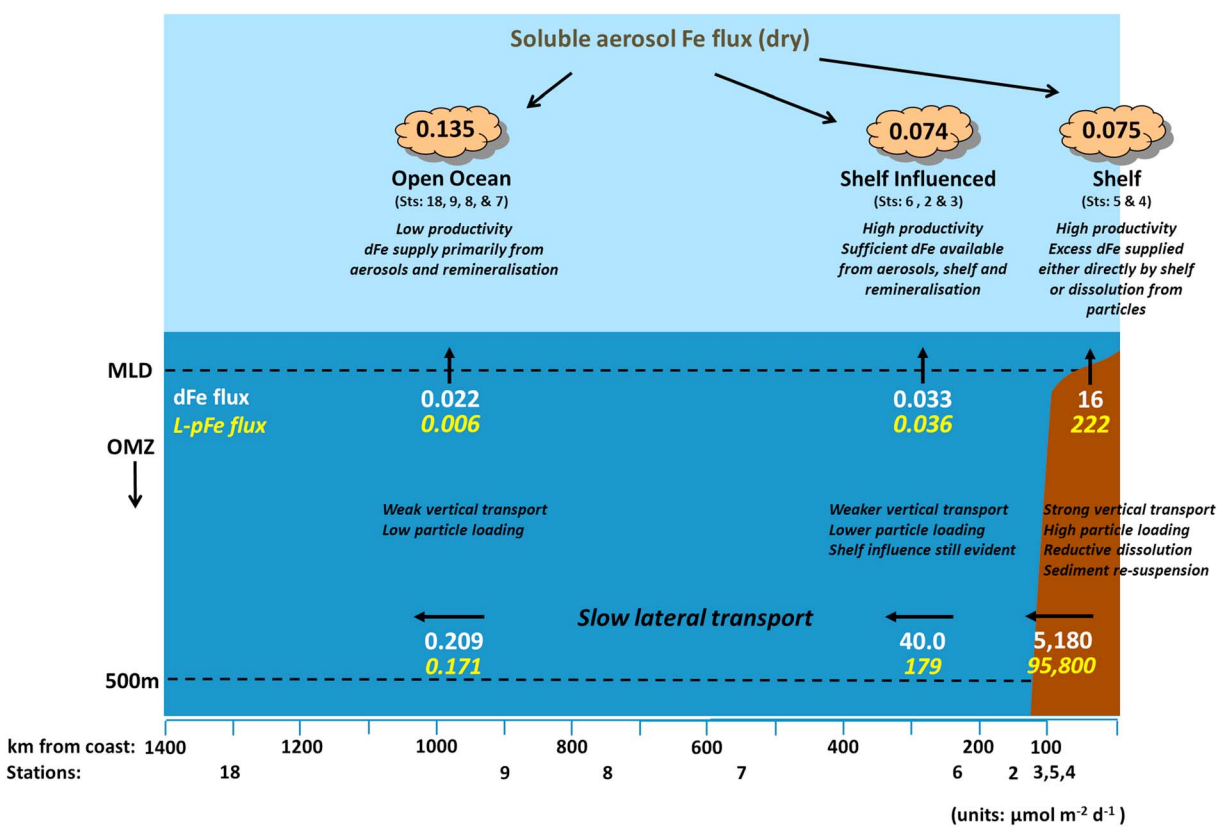 Soluble aerosol Fe flux (dry)
0.135
0.074
0.075
Open Ocean
(Sts: 18, 9, 8, & 7)
Low productivity
dFe supply primarily from
aerosols and remineralisation
Shelf Influenced
(Sts: 6 , 2 & 3)
High productivity
Sufficient dFe available
from aerosols, shelf and
remineralisation
Shelf
(Sts: 5 & 4)
High productivity
Excess dFe supplied
either directly by shelf
or dissolution from
particles
MLD
dFe flux 0.022 0.033 16
L-pFe flux 0.006 0.036 222
OMZ
Weak vertical transport
Low particle loading
Weaker vertical transport
Lower particle loading
Shelf influence still evident
Strong vertical transport
High particle loading
Reductive dissolution
Sediment re-suspension
Slow lateral transport
0.209 40.0 5,180
0.171 179 95,800
500m
km from coast: 1400 1200 1000 800 600 400 200 100
Stations: 18 9 8 7 6 2 3,5,4
(units: µmol m⁻² d⁻¹ )